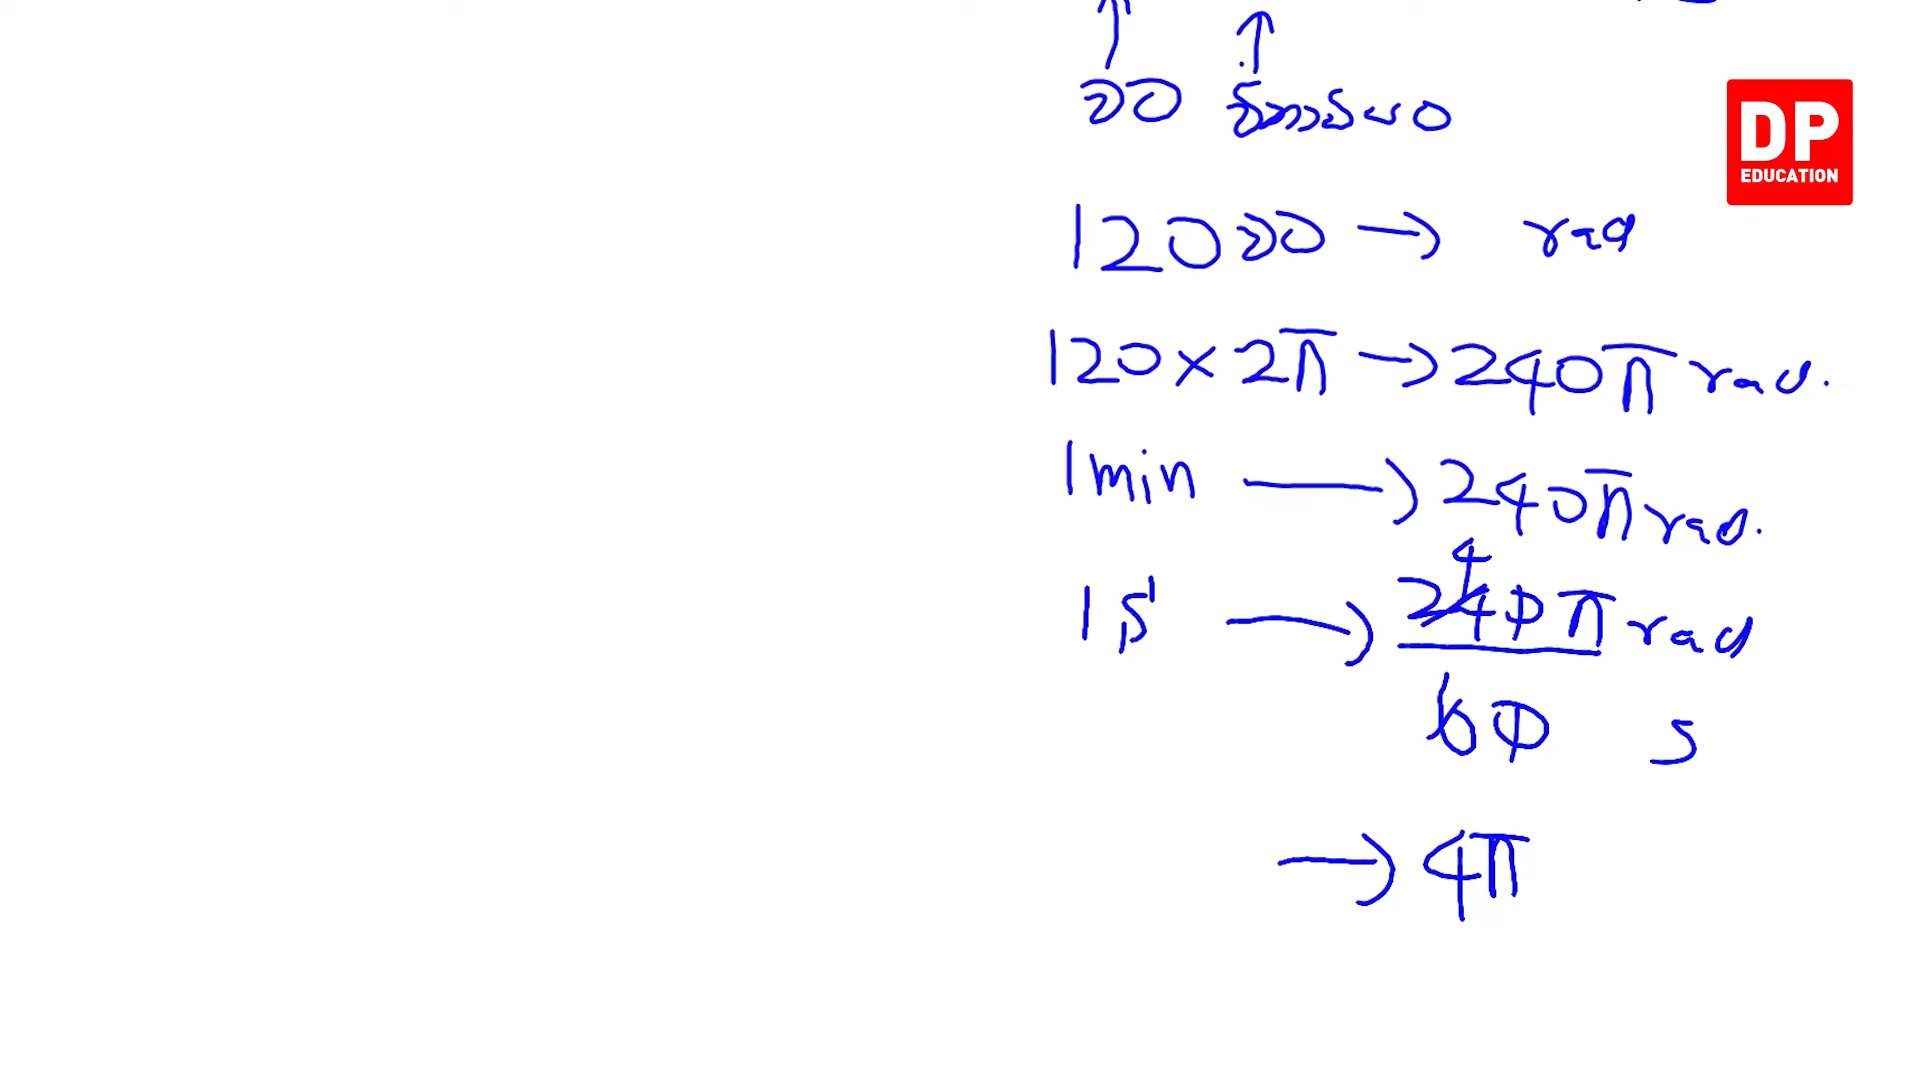 වට
DP
EDUCATION
120 වට → rad
120 × 2π → 240π rad.
1 min → 240π rad.
1 s → 240π rad / 60 s
4
→ 4π